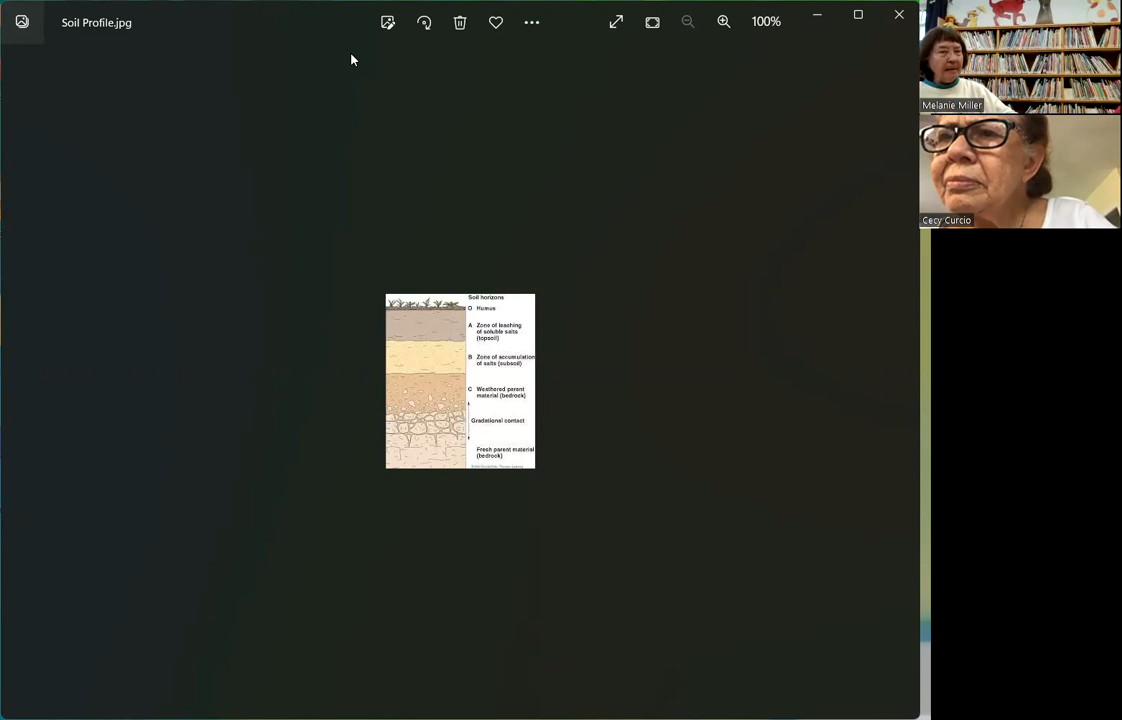 Soil Profile.jpg
100%
Melanie Miller
Cecy Curcio
Soil horizons
O Humus
A Zone of leaching
of soluble salts
(topsoil)
B Zone of accumulation
of salts (subsoil)
C Weathered parent
material (bedrock)
Gradational contact
Fresh parent material
(bedrock)